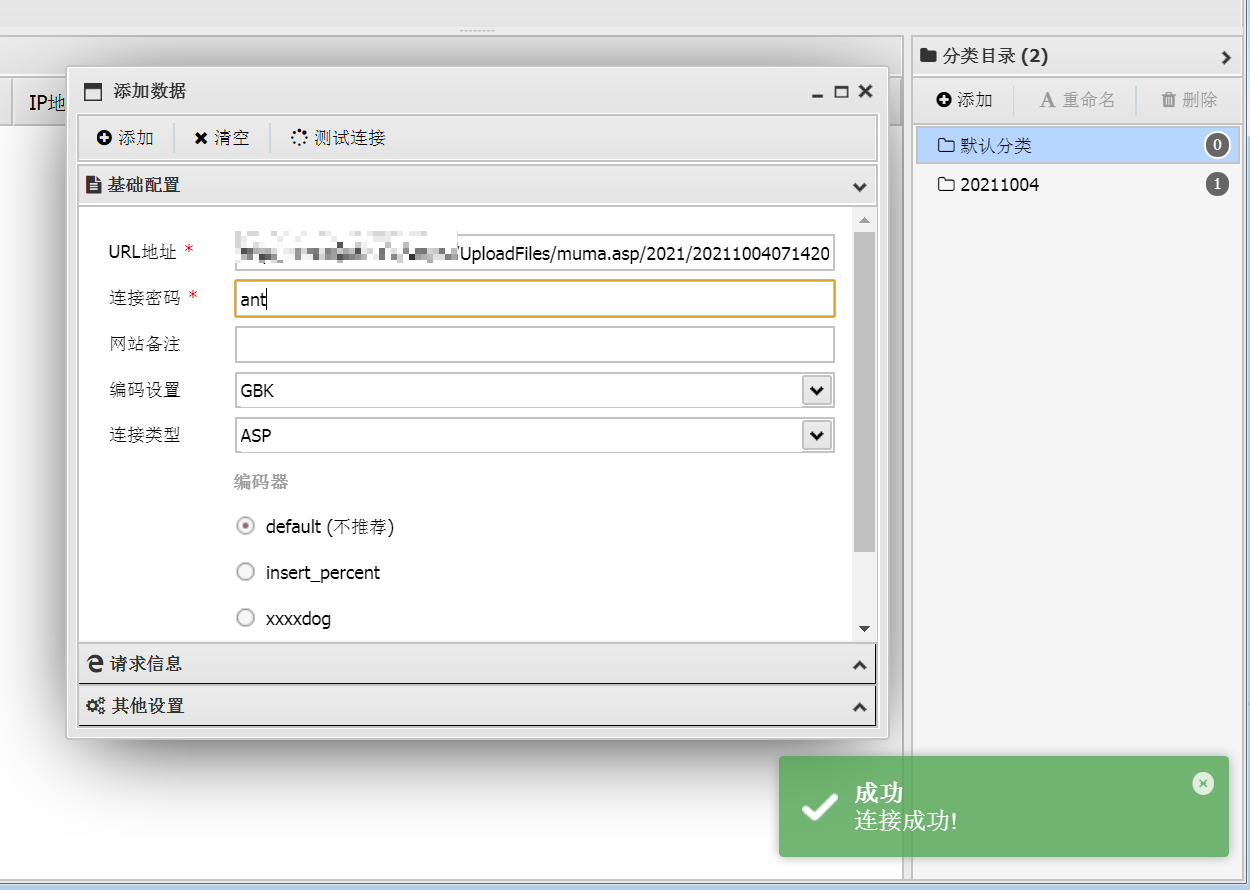 分类目录 (2)
IP地
添加数据
添加 重命名 删除
添加 清空 测试连接
默认分类 0
基础配置
20211004 1
URL地址 * /UploadFiles/muma.asp/2021/20211004071420
连接密码 * ant
网站备注
编码设置 GBK
连接类型 ASP
编码器
default (不推荐)
insert_percent
xxxxdog
请求信息
其他设置
成功
连接成功!